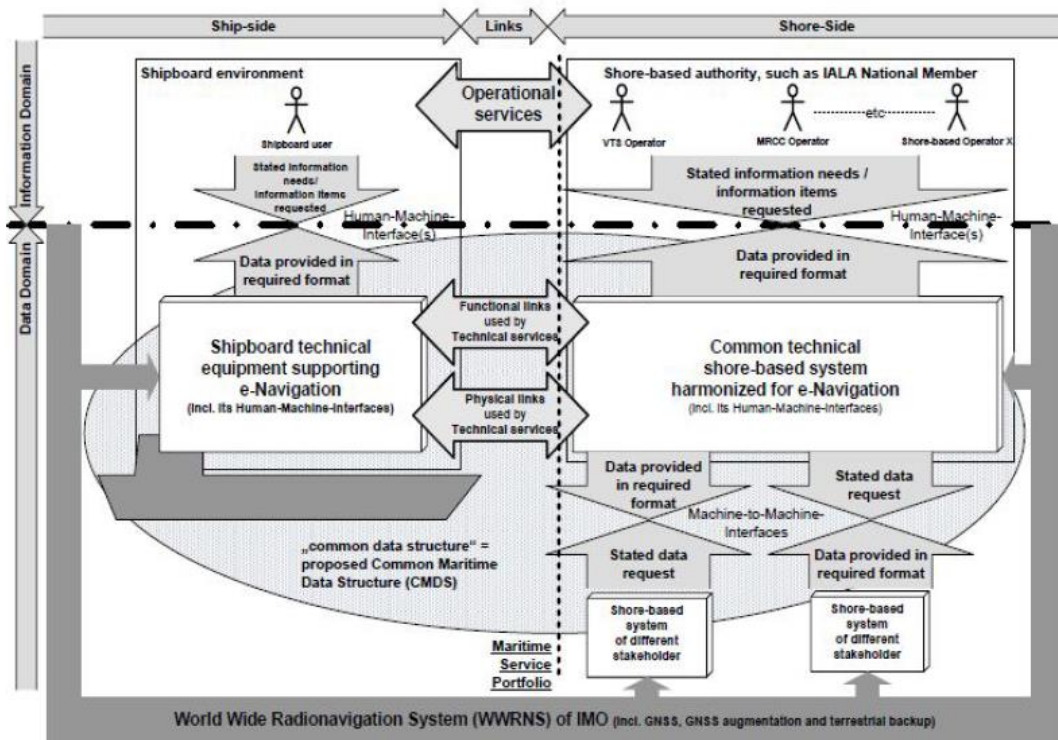 Ship-side
Links
Shore-Side
Information Domain
Data Domain
Shipboard environment
Shipboard user
Stated information
needs/
information items
requested
Human-Machine-
Interface(s)
Data provided in
required format
Shipboard technical
equipment supporting
e-Navigation
(incl. its Human-Machine-Interfaces)
Operational
services
Functional links
used by
Technical services
Physical links
used by
Technical services
Shore-based authority, such as IALA National Member
VTS Operator
MRCC Operator
etc
Shore-based Operator X
Stated information needs /
information items
requested
Human-Machine-
Interface(s)
Data provided in
required format
Common technical
shore-based system
harmonized for e-Navigation
(incl. its Human-Machine-Interfaces)
Data provided
in required
format
Stated data
request
Machine-to-Machine-
Interfaces
Stated data
request
Data provided in
required format
Shore-based
system
of different
stakeholder
Shore-based
system
of different
stakeholder
„common data structure“ =
proposed Common Maritime
Data Structure (CMDS)
Maritime
Service
Portfolio
World Wide Radionavigation System (WWRNS) of IMO (incl. GNSS, GNSS augmentation and terrestrial backup)